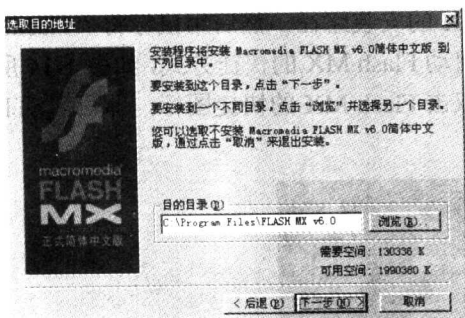 选取目的地址
安装程序将安装 Macromedia FLASH MX v6.0简体中文版 到
下列目录中。
要安装到这个目录，点击“下一步”。
要安装到一个不同目录，点击“浏览”并选择另一个目录。
您可以选取不安装 Macromedia FLASH MX v6.0简体中文
版，通过点击“取消”来退出安装。
macromedia
FLASH
MX
正式简体中文版
目的目录(D)
C:\Program Files\FLASH MX v6.0
浏览(B)
需要空间: 130336 K
可用空间: 1990380 K
< 后退(P)
下一步(N) >
取消